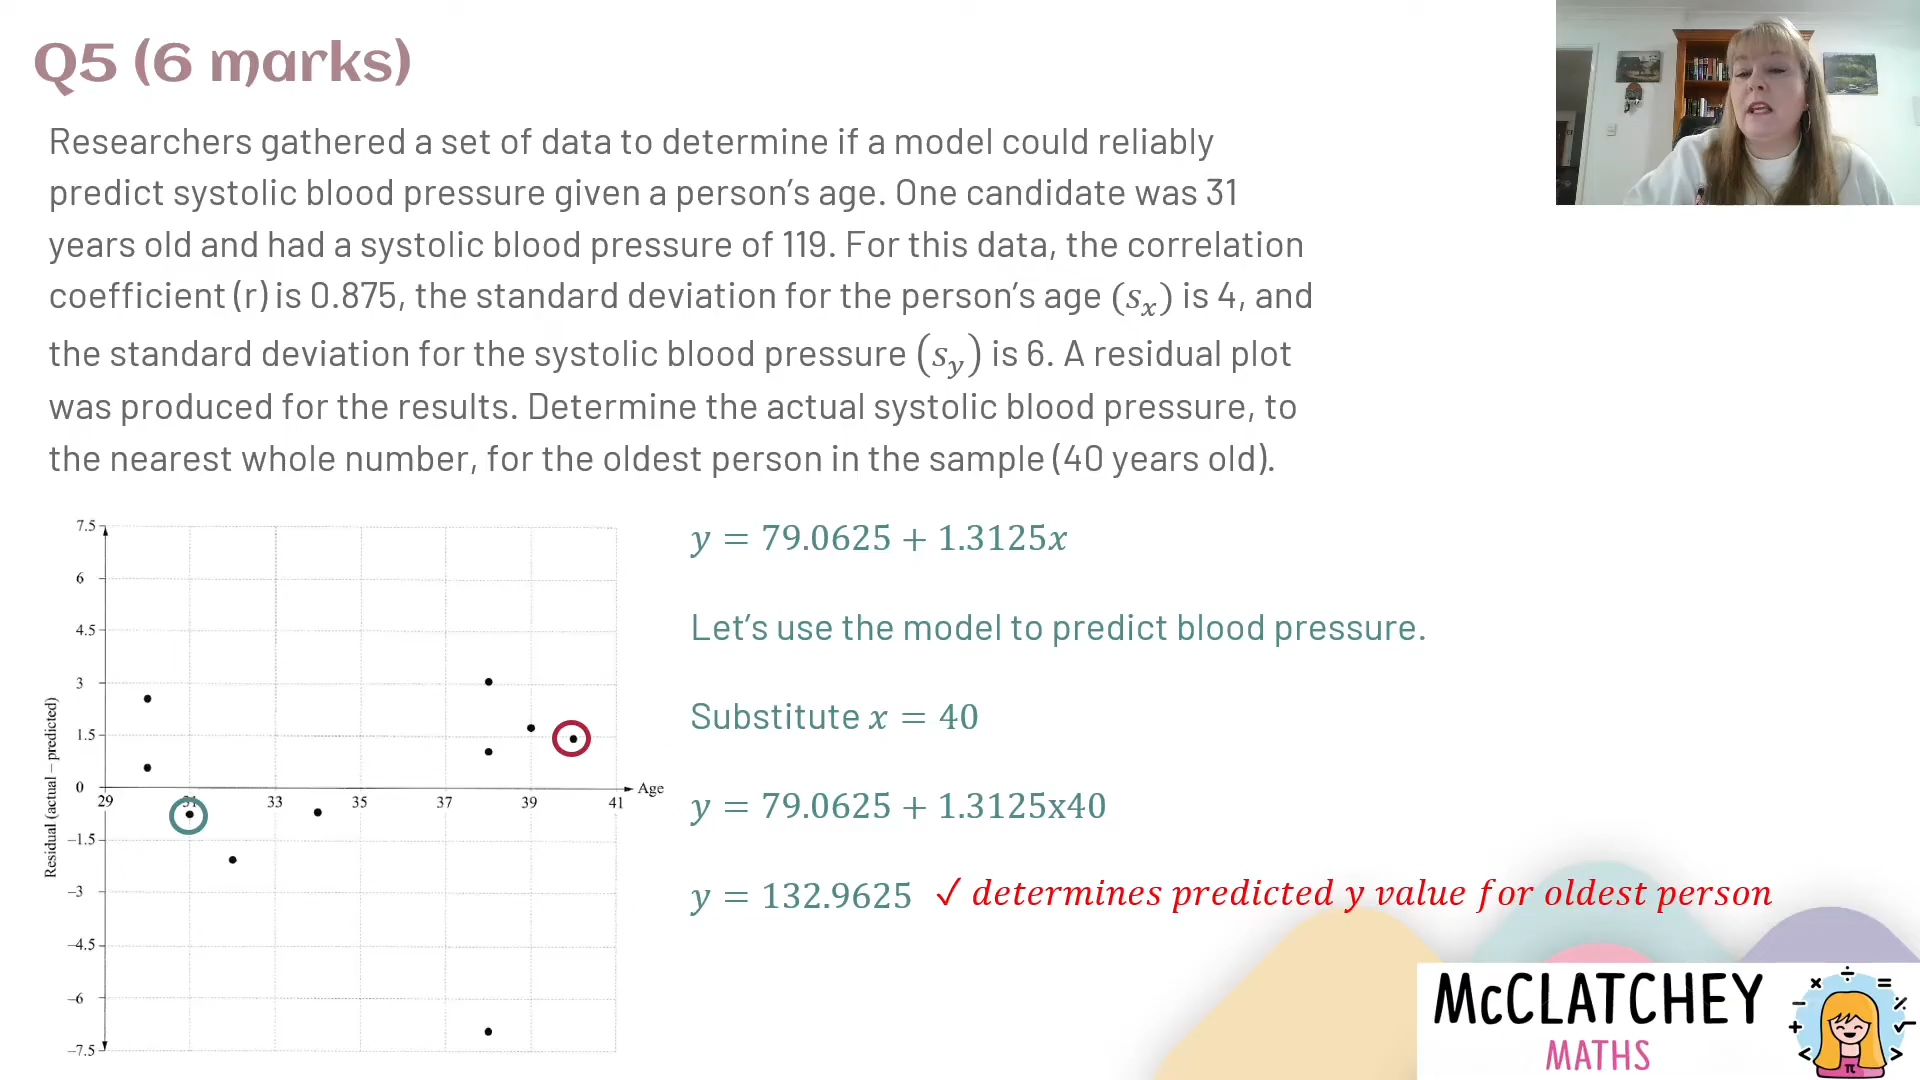 Q5 (6 marks)
Researchers gathered a set of data to determine if a model could reliably
predict systolic blood pressure given a person's age. One candidate was 31
years old and had a systolic blood pressure of 119. For this data, the correlation
coefficient (r) is 0.875, the standard deviation for the person's age (sₓ) is 4, and
the standard deviation for the systolic blood pressure (s_y) is 6. A residual plot
was produced for the results. Determine the actual systolic blood pressure, to
the nearest whole number, for the oldest person in the sample (40 years old).
7.5
6
4.5
3
1.5
0
−1.5
−3
−4.5
−6
−7.5
Residual (actual – predicted)
29 31 33 35 37 39 41
Age
y = 79.0625 + 1.3125x
Let's use the model to predict blood pressure.
Substitute x = 40
y = 79.0625 + 1.3125x40
y = 132.9625 ✓ determines predicted y value for oldest person
McCLATCHEY
MATHS